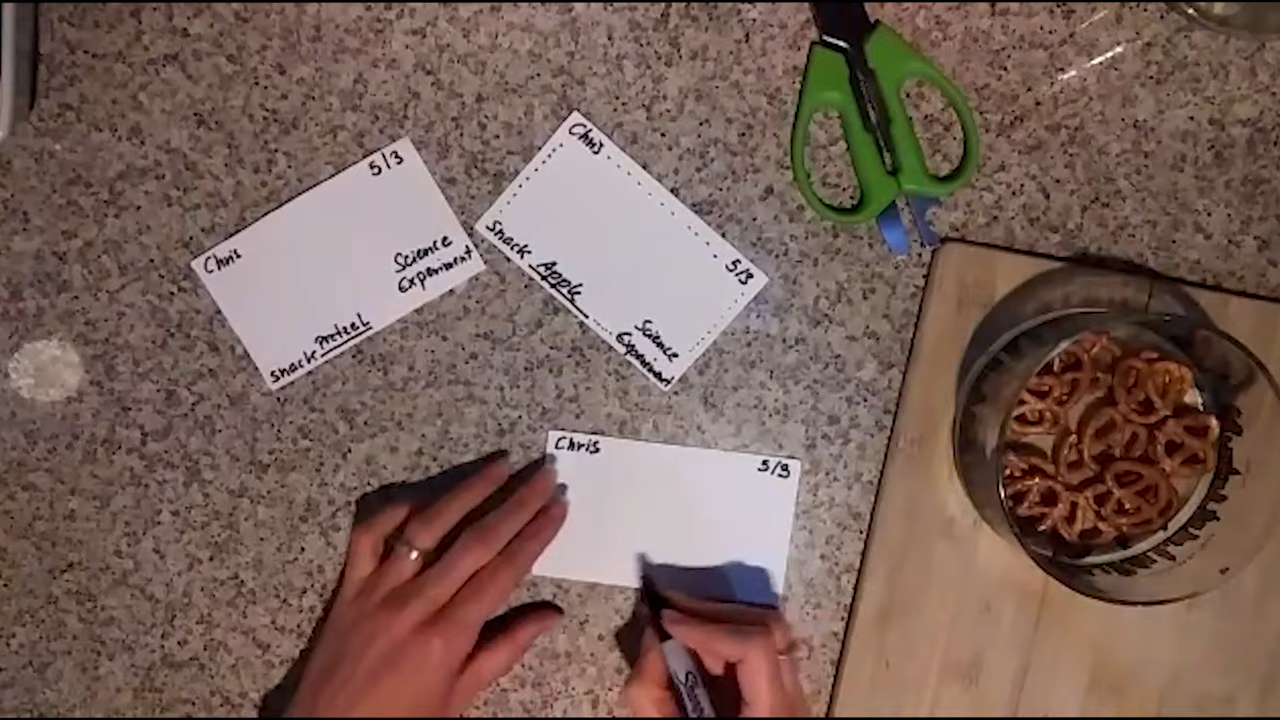 Chris
5/3
Science
Experiment
Snack Pretzel
Chris
5/3
Snack Apple
Science
Experiment
Chris
5/3